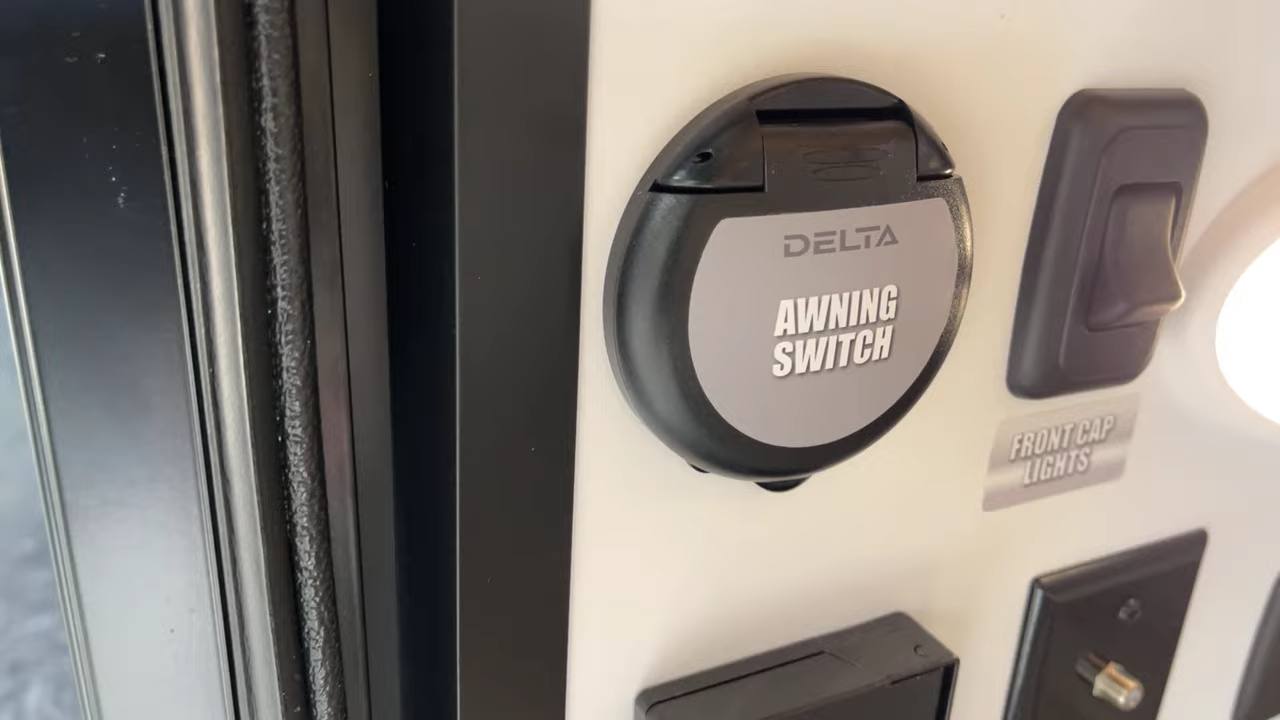 DELTA
AWNING
SWITCH
FRONT CAP
LIGHTS